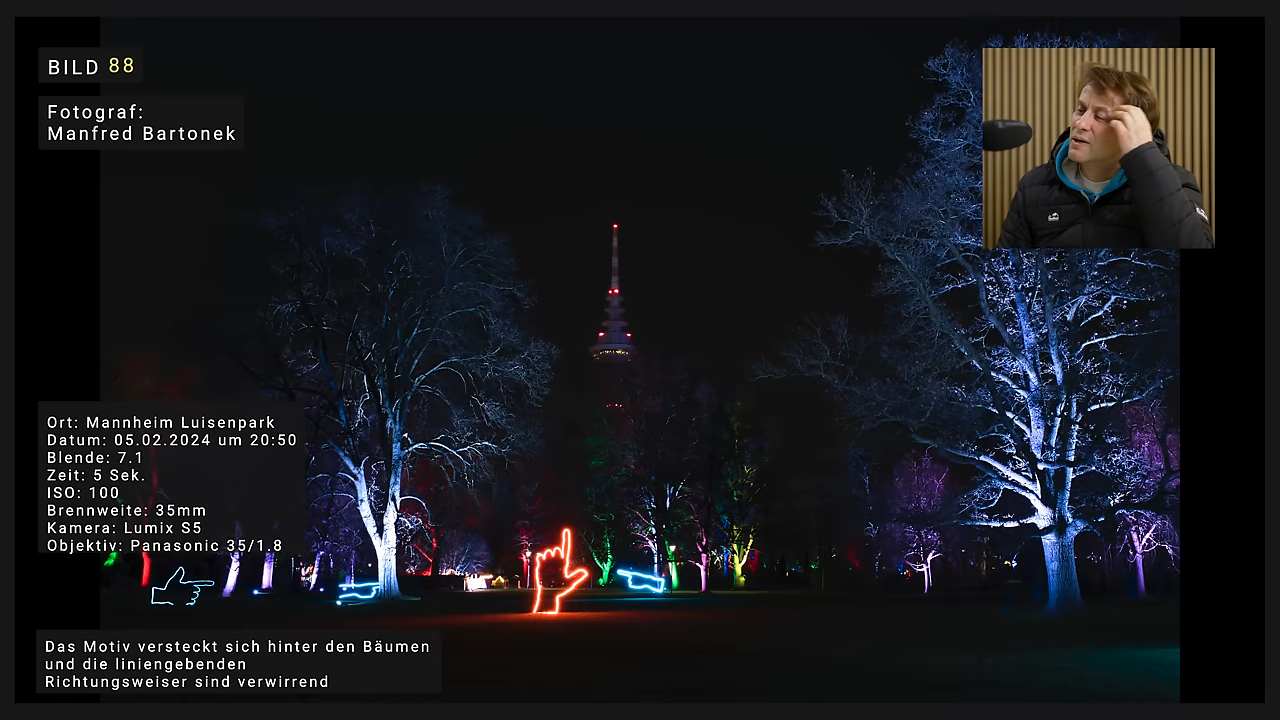 BILD 88
Fotograf:
Manfred Bartonek
Ort: Mannheim Luisenpark
Datum: 05.02.2024 um 20:50
Blende: 7.1
Zeit: 5 Sek.
ISO: 100
Brennweite: 35mm
Kamera: Lumix S5
Objektiv: Panasonic 35/1.8
Das Motiv versteckt sich hinter den Bäumen
und die liniengebenden
Richtungsweiser sind verwirrend